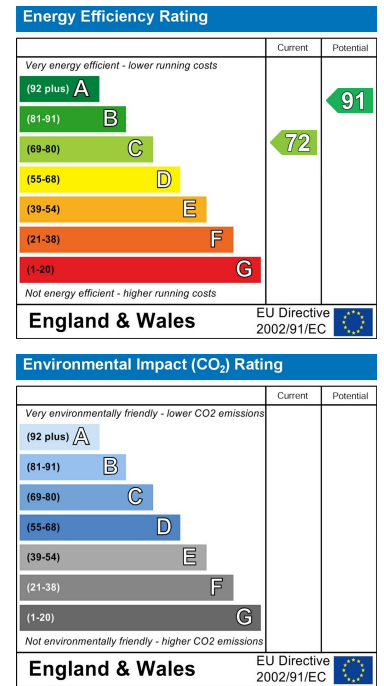 Energy Efficiency Rating
Current Potential
Very energy efficient - lower running costs
(92 plus) A
(81-91) B
(69-80) C
(55-68) D
(39-54) E
(21-38) F
(1-20) G
72
91
Not energy efficient - higher running costs
England & Wales
EU Directive
2002/91/EC
Environmental Impact (CO₂) Rating
Current Potential
Very environmentally friendly - lower CO2 emissions
(92 plus) A
(81-91) B
(69-80) C
(55-68) D
(39-54) E
(21-38) F
(1-20) G
Not environmentally friendly - higher CO2 emissions
England & Wales
EU Directive
2002/91/EC